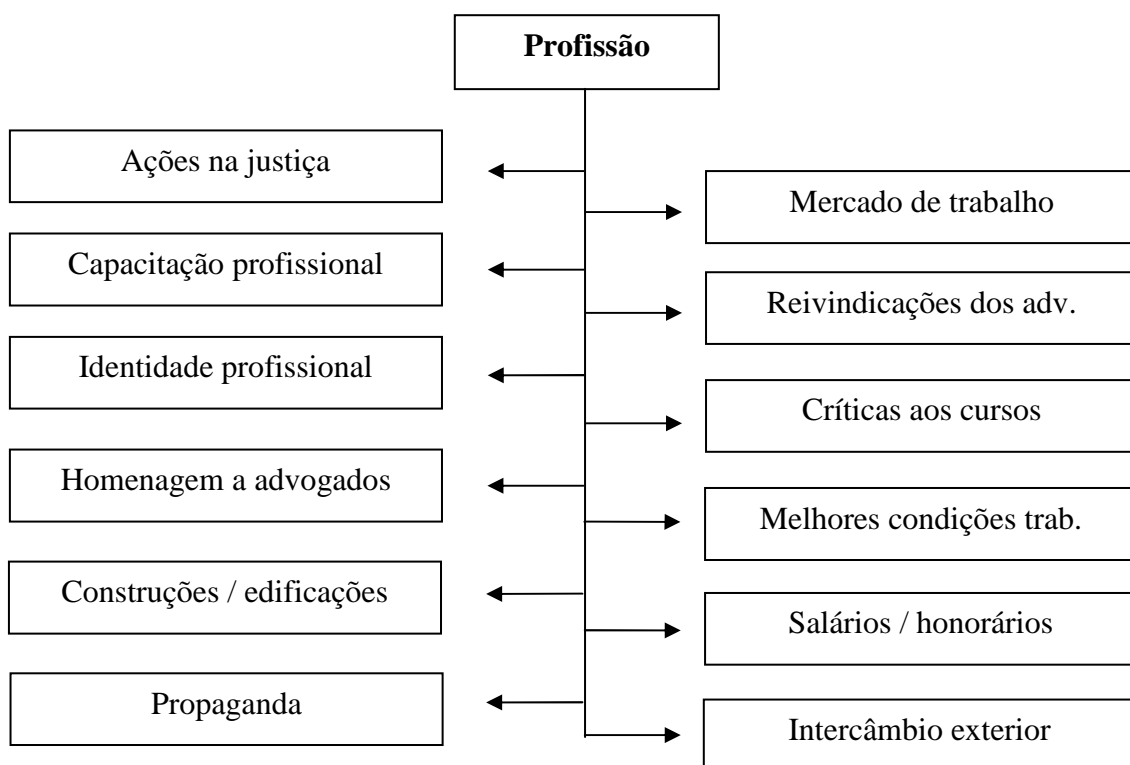 Profissão
Ações na justiça
Mercado de trabalho
Capacitação profissional
Reivindicações dos adv.
Identidade profissional
Críticas aos cursos
Homenagem a advogados
Melhores condições trab.
Construções / edificações
Salários / honorários
Propaganda
Intercâmbio exterior